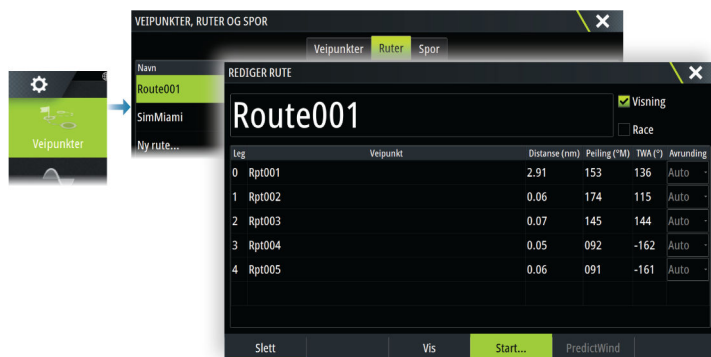 VEIPUNKTER, RUTER OG SPOR
Veipunkter Ruter Spor
Navn
Route001
SimMiami
Ny rute...
Veipunkter
REDIGER RUTE
Route001
Visning
Race
Leg Veipunkt Distanse (nm) Peiling (°M) TWA (°) Avrunding
0 Rpt001 2.91 153 136 Auto
1 Rpt002 0.06 174 115 Auto
2 Rpt003 0.07 145 144 Auto
3 Rpt004 0.05 092 -162 Auto
4 Rpt005 0.06 091 -161 Auto
Slett Vis Start... PredictWind